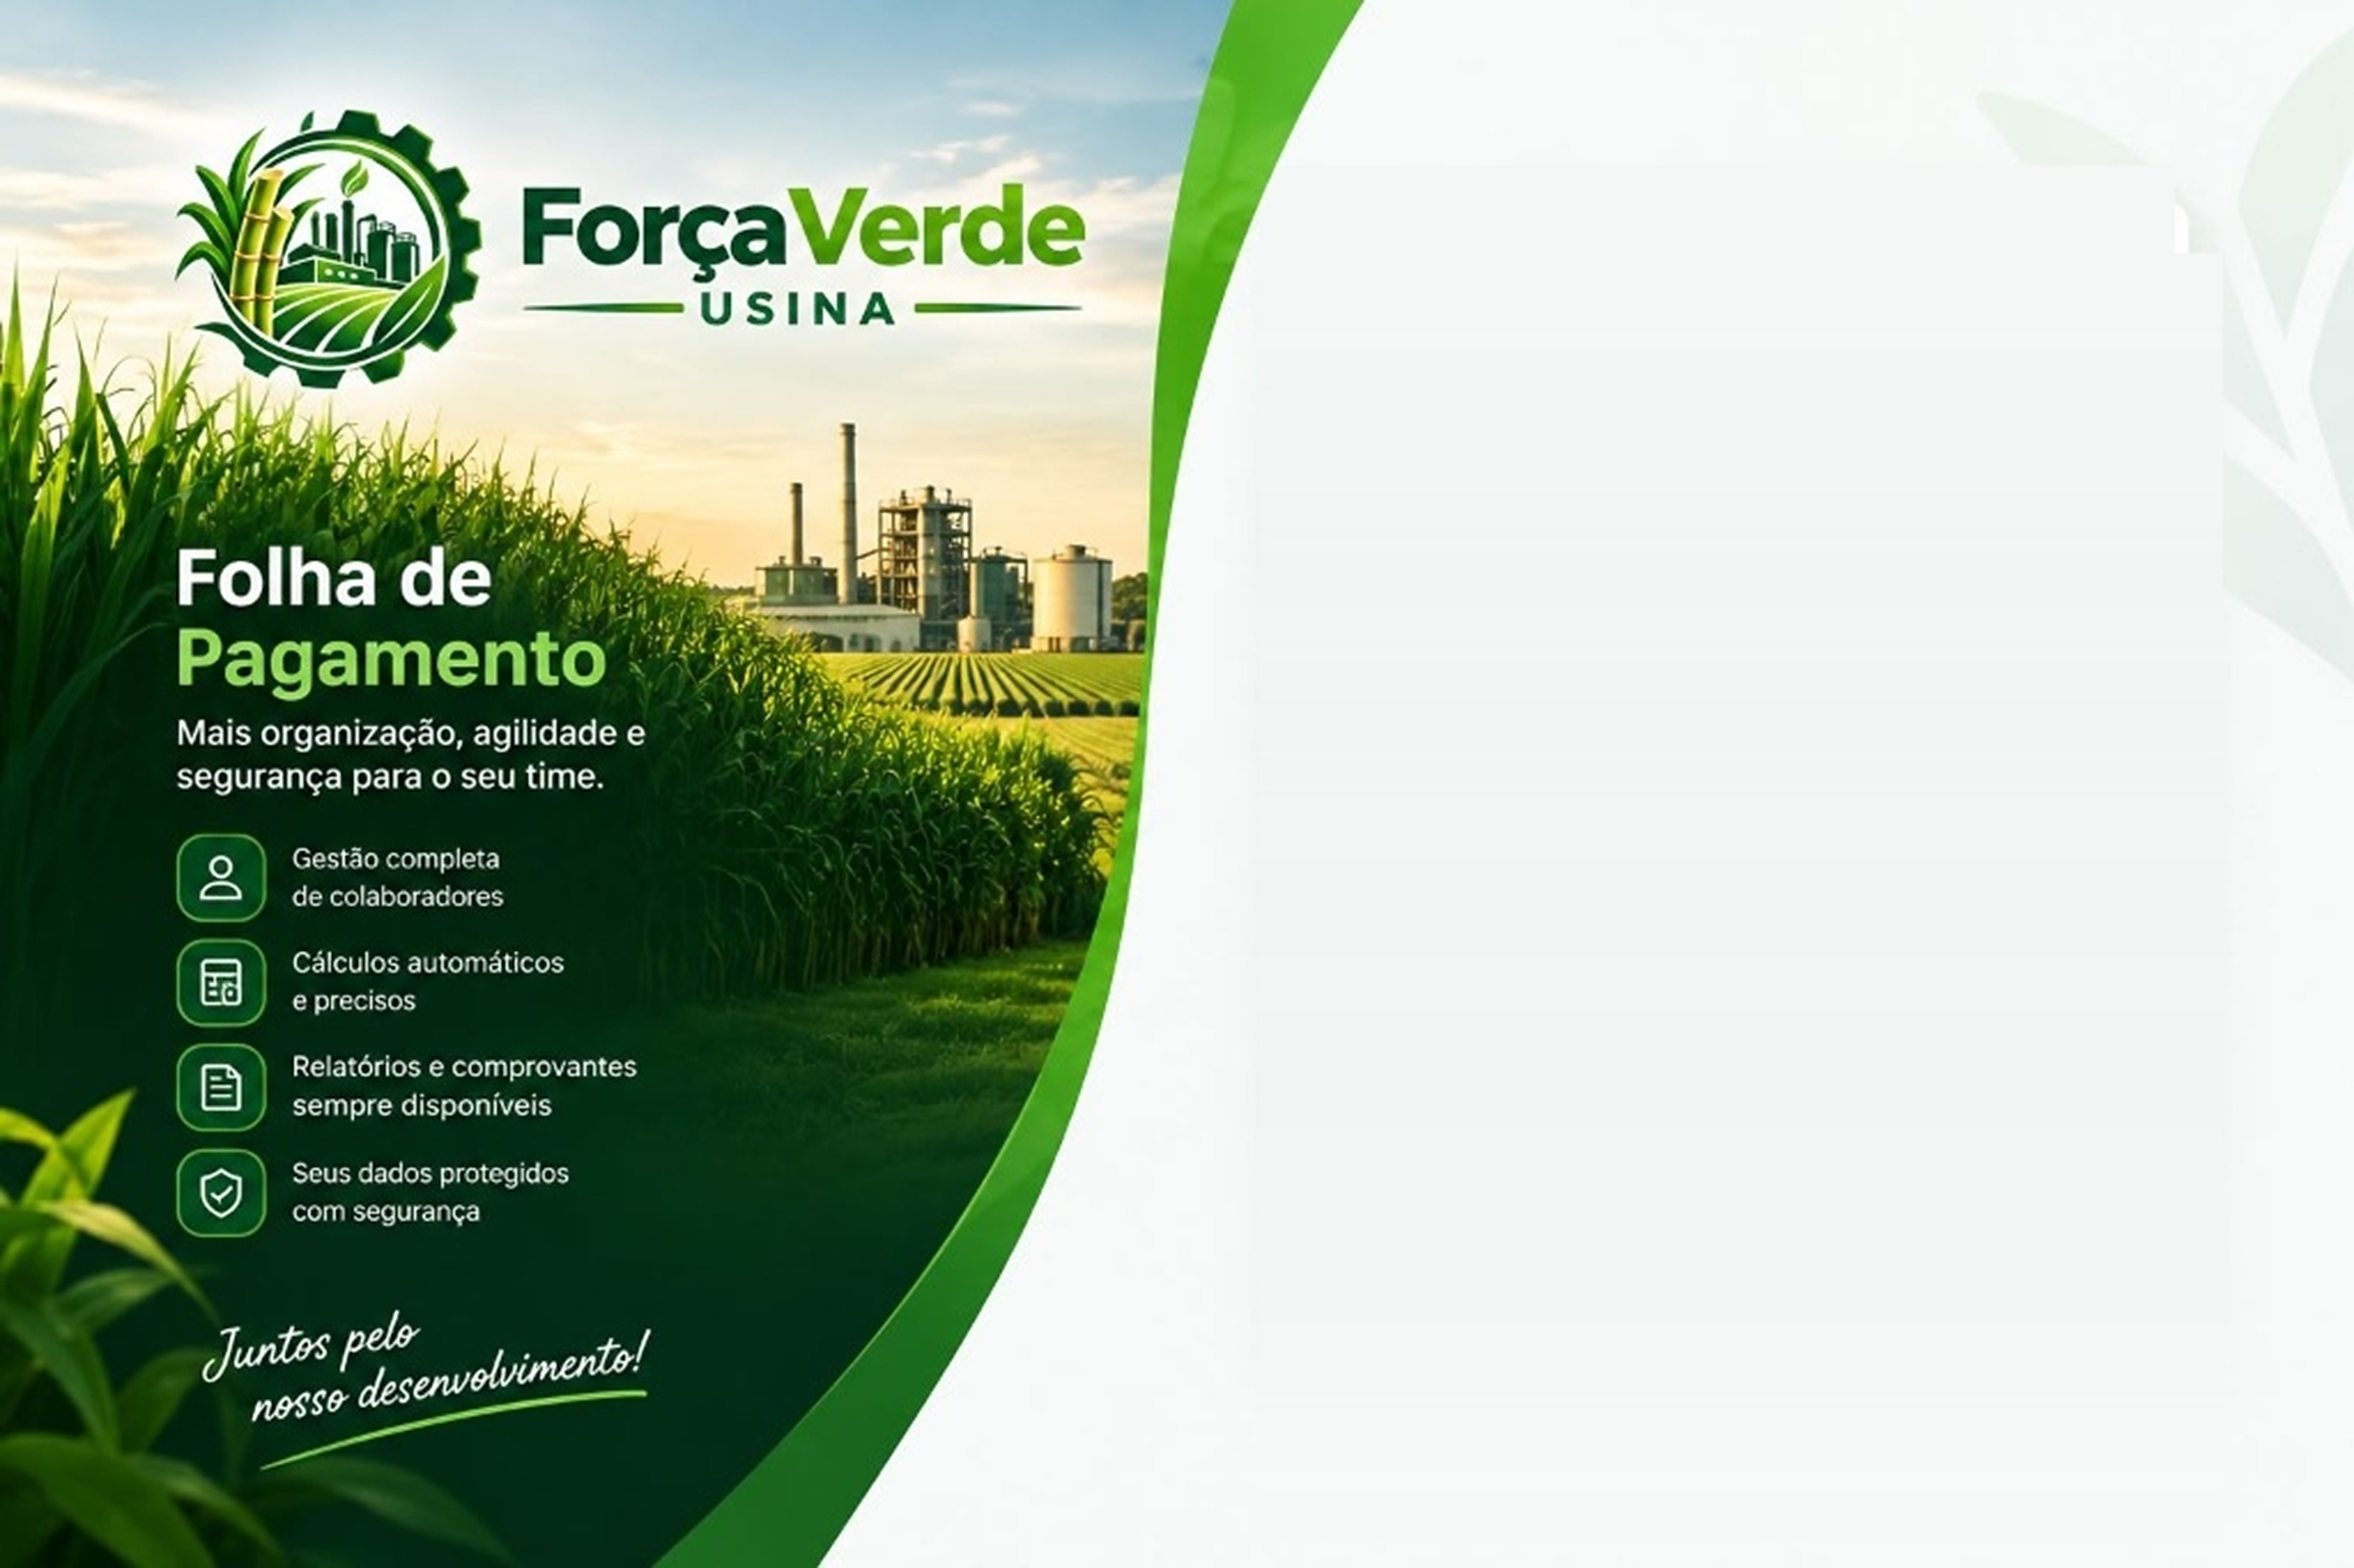 ForçaVerde
USINA
Folha de
Pagamento
Mais organização, agilidade e
segurança para o seu time.
Gestão completa
de colaboradores
Cálculos automáticos
e precisos
Relatórios e comprovantes
sempre disponíveis
Seus dados protegidos
com segurança
Juntos pelo
nosso desenvolvimento!